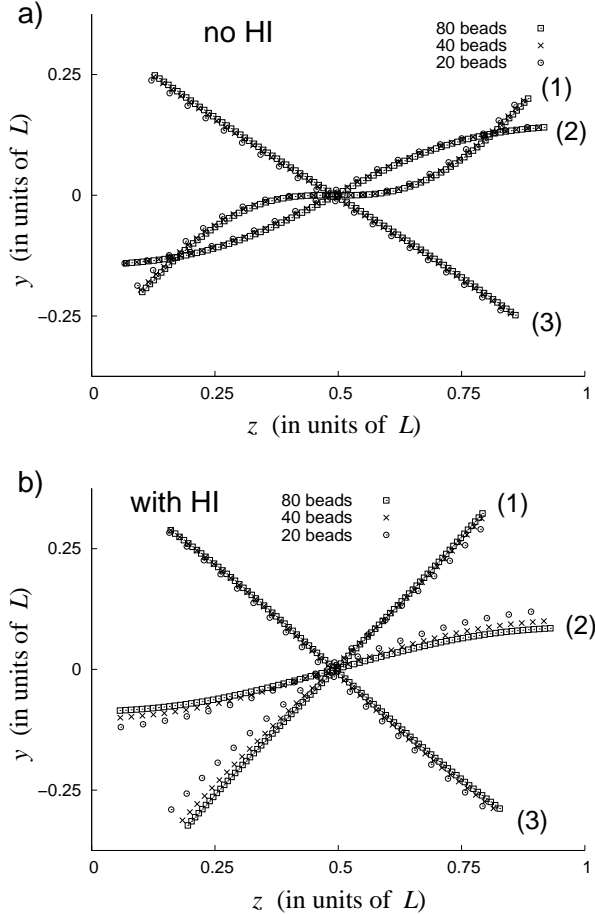 a)
no HI
80 beads
40 beads
20 beads
0.25
0
−0.25
y (in units of L)
(1)
(2)
(3)
0 0.25 0.5 0.75 1
z (in units of L)
b)
with HI
80 beads
40 beads
20 beads
0.25
0
−0.25
y (in units of L)
(1)
(2)
(3)
0 0.25 0.5 0.75 1
z (in units of L)